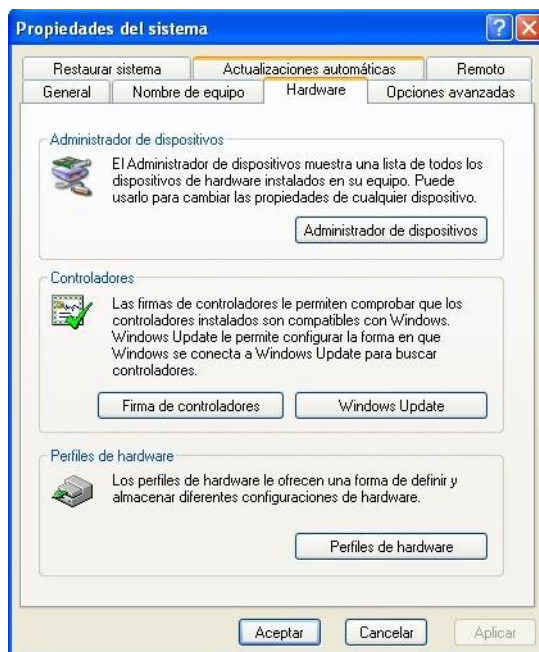 Propiedades del sistema
Restaurar sistema
Actualizaciones automáticas
Remoto
General
Nombre de equipo
Hardware
Opciones avanzadas
Administrador de dispositivos
El Administrador de dispositivos muestra una lista de todos los
dispositivos de hardware instalados en su equipo. Puede
usarlo para cambiar las propiedades de cualquier dispositivo.
Administrador de dispositivos
Controladores
Las firmas de controladores le permiten comprobar que los
controladores instalados son compatibles con Windows.
Windows Update le permite configurar la forma en que
Windows se conecta a Windows Update para buscar
controladores.
Firma de controladores
Windows Update
Perfiles de hardware
Los perfiles de hardware le ofrecen una forma de definir y
almacenar diferentes configuraciones de hardware.
Perfiles de hardware
Aceptar
Cancelar
Aplicar